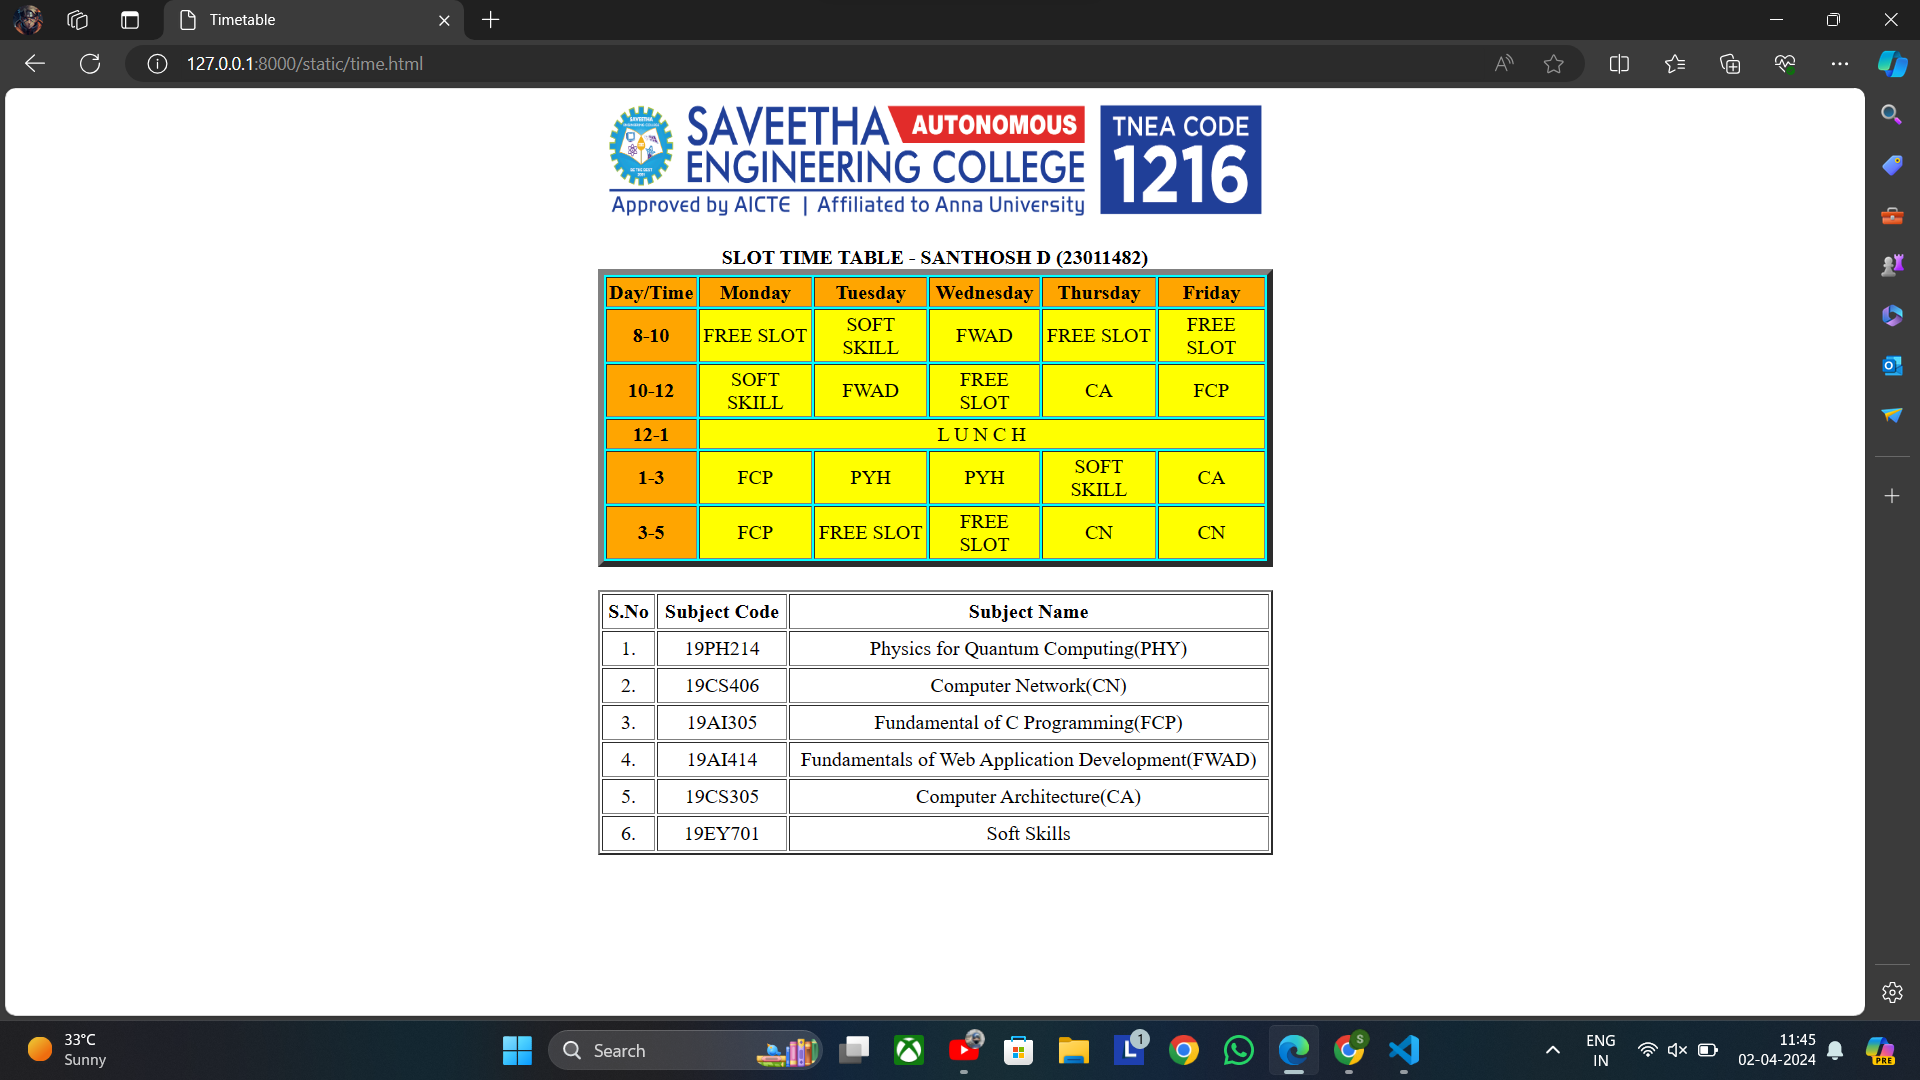 Timetable
127.0.0.1:8000/static/time.html
SAVEETHA AUTONOMOUS
ENGINEERING COLLEGE
Approved by AICTE | Affiliated to Anna University
TNEA CODE
1216
SLOT TIME TABLE - SANTHOSH D (23011482)
Day/Time Monday Tuesday Wednesday Thursday Friday
8-10 FREE SLOT SOFT SKILL FWAD FREE SLOT FREE SLOT
10-12 SOFT SKILL FWAD FREE SLOT CA FCP
12-1 L U N C H
1-3 FCP PYH PYH SOFT SKILL CA
3-5 FCP FREE SLOT FREE SLOT CN CN
S.No Subject Code Subject Name
1. 19PH214 Physics for Quantum Computing(PHY)
2. 19CS406 Computer Network(CN)
3. 19AI305 Fundamental of C Programming(FCP)
4. 19AI414 Fundamentals of Web Application Development(FWAD)
5. 19CS305 Computer Architecture(CA)
6. 19EY701 Soft Skills
33°C
Sunny
Search
1
S
ENG
IN
11:45
02-04-2024
PRE